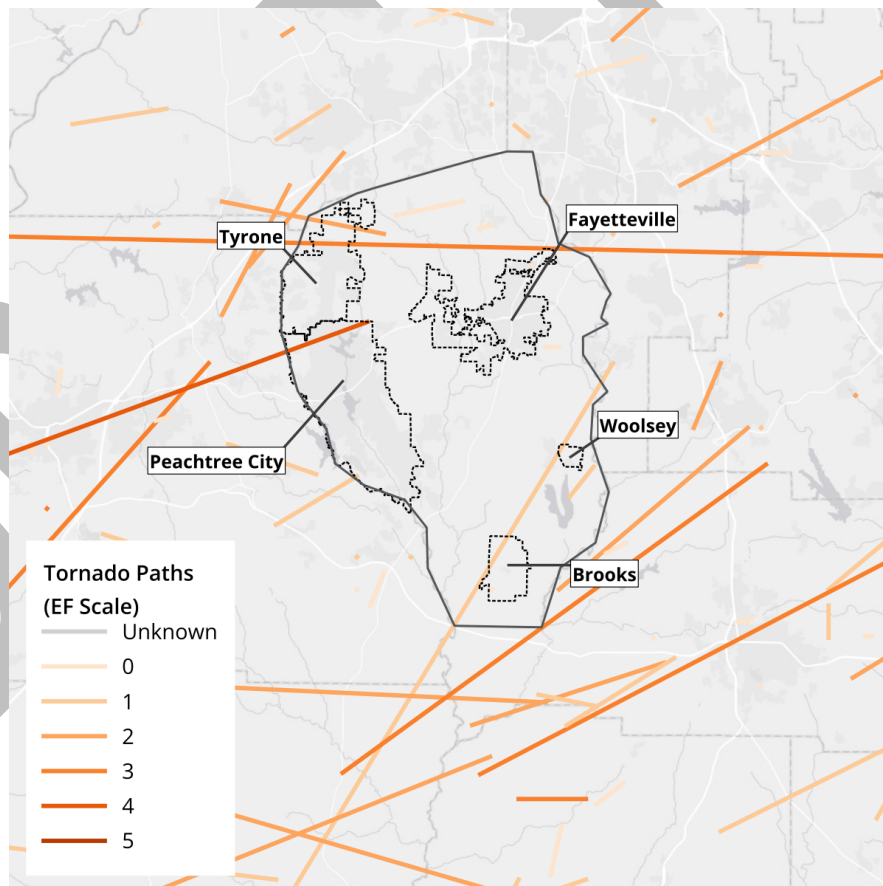 Fayetteville
Tyrone
Woolsey
Peachtree City
Brooks
Tornado Paths
(EF Scale)
Unknown
0
1
2
3
4
5